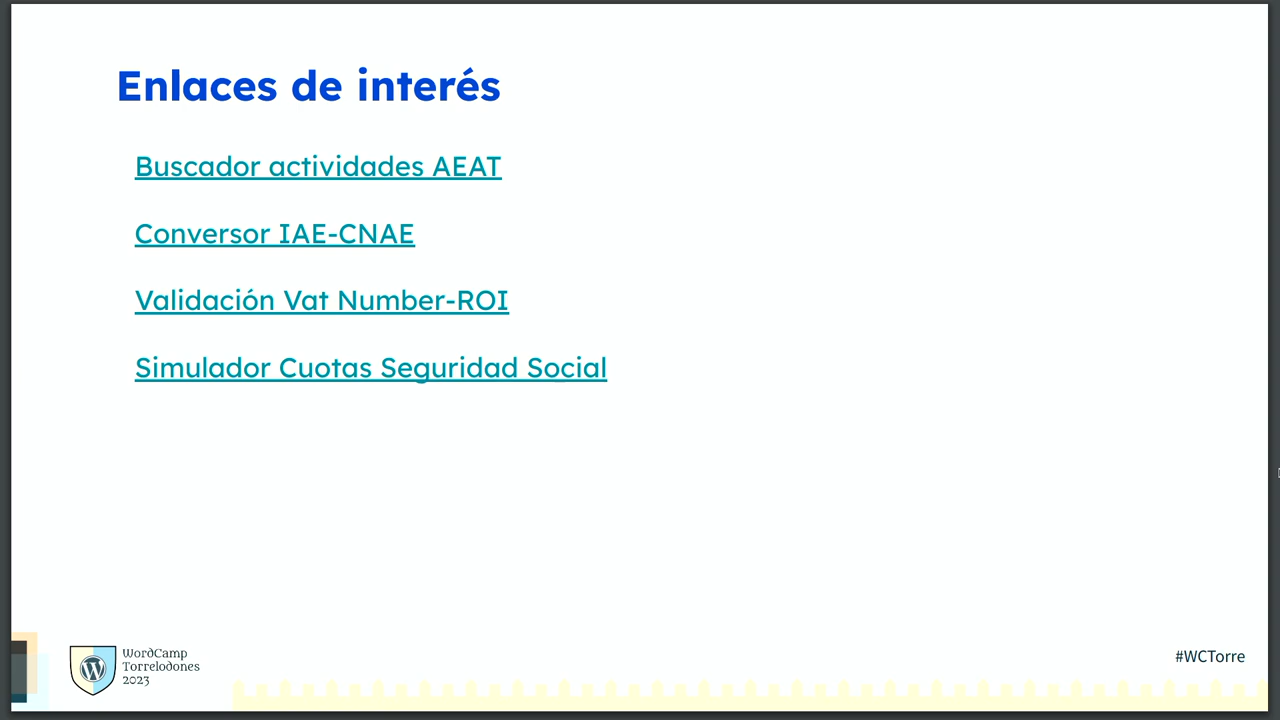 Enlaces de interés
Buscador actividades AEAT
Conversor IAE-CNAE
Validación Vat Number-ROI
Simulador Cuotas Seguridad Social
WordCamp
Torrelodones
2023
#WCTorre